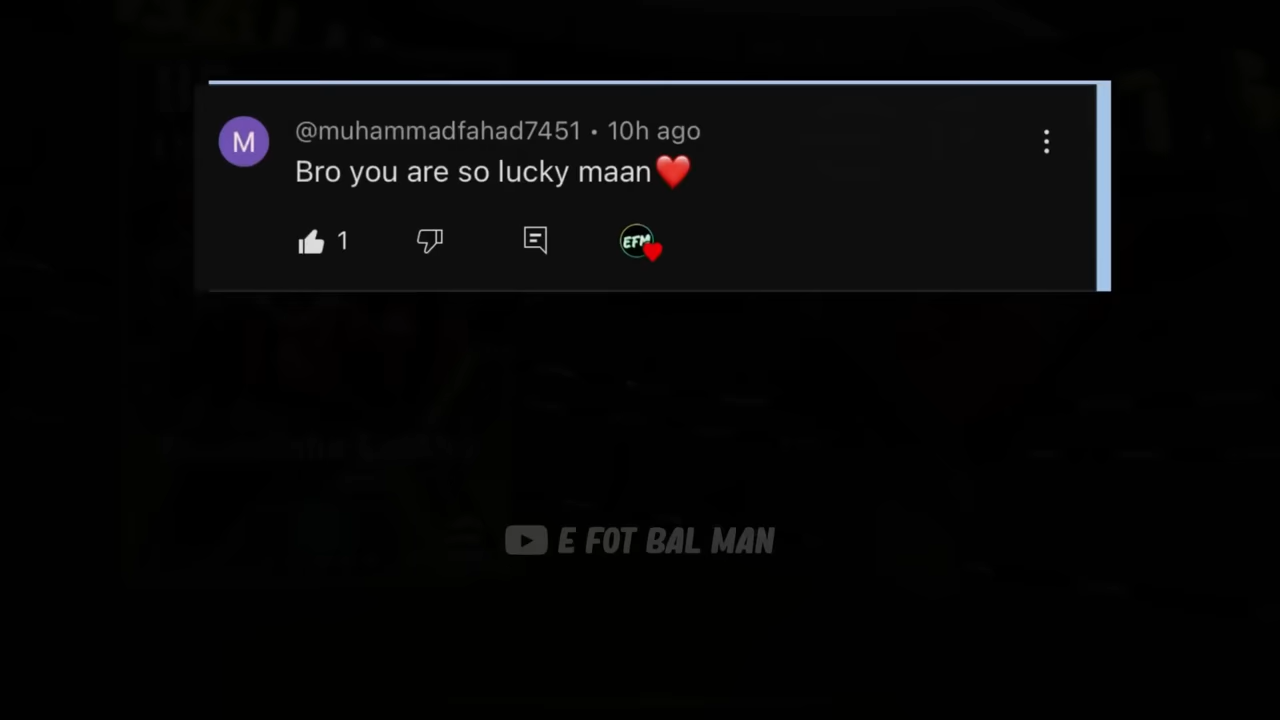 M
@muhammadfahad7451 • 10h ago
Bro you are so lucky maan❤️
1
EFM
E FOT BAL MAN